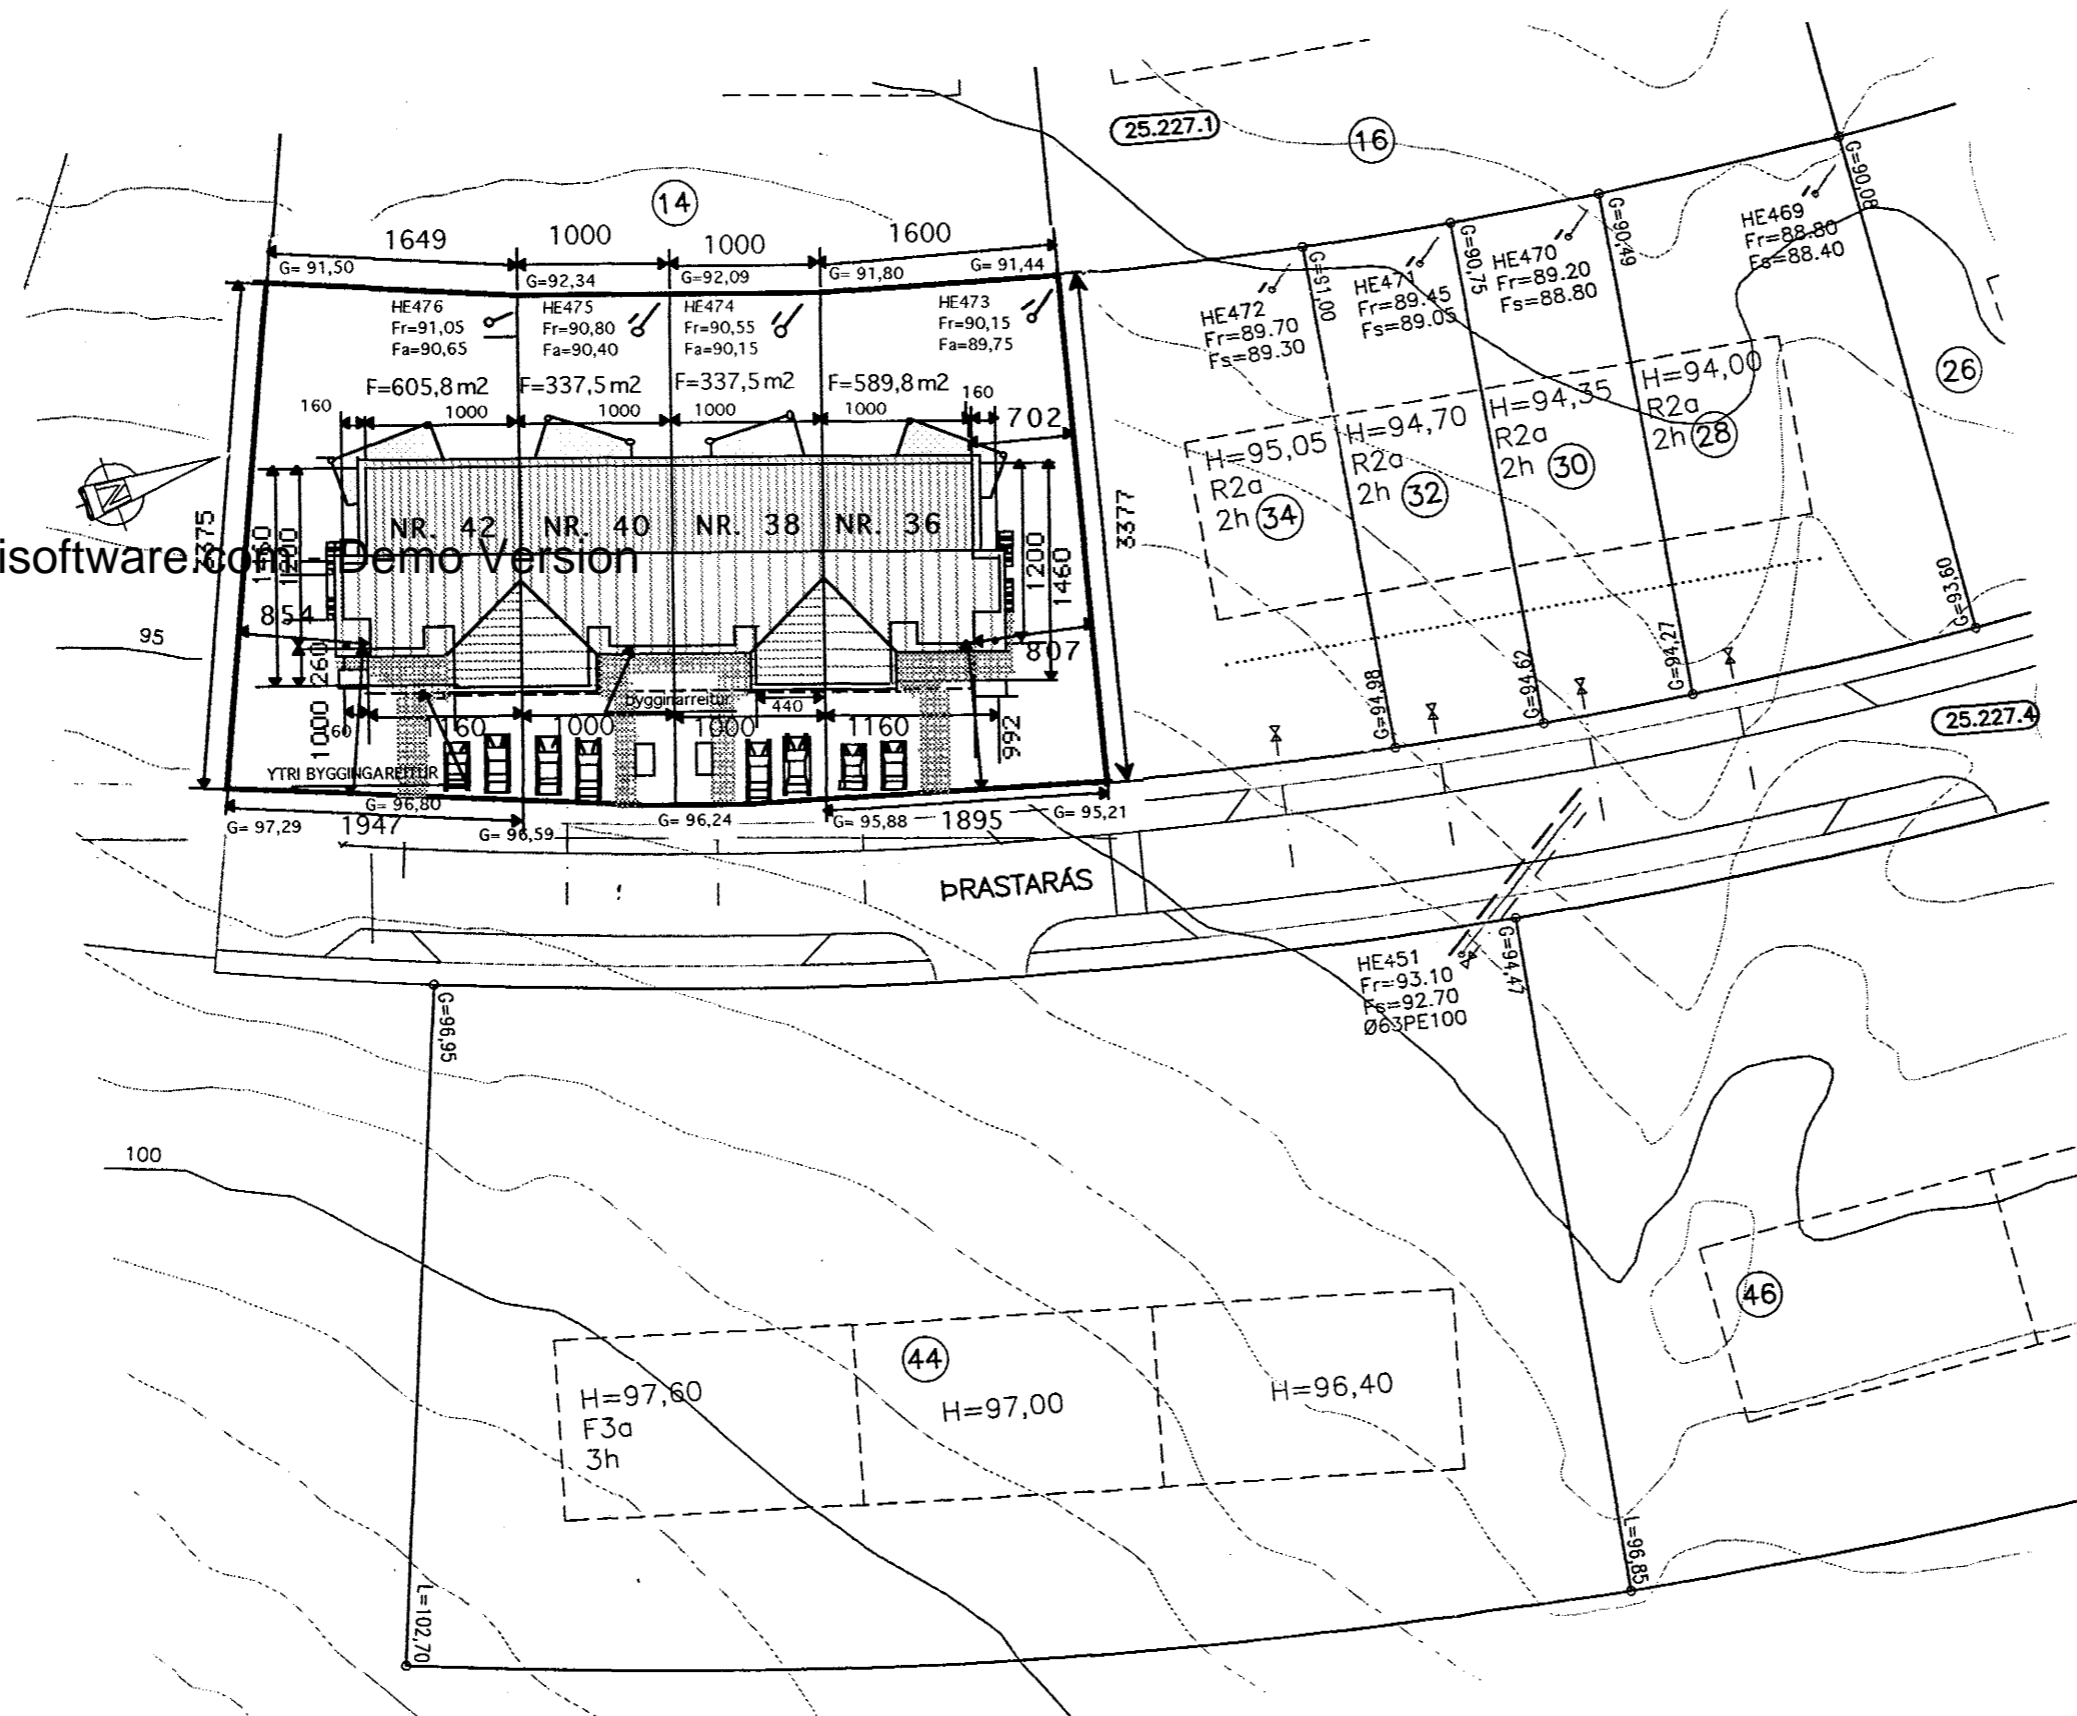 25.227.1
16
14
1649
1000
1000
1600
G= 91,50
G=92,34
G=92,09
G= 91,80
G= 91,44
G=91,00
G=90,75
G=90,49
G=90,08
HE476
Fr=91,05
Fa=90,65
HE475
Fr=90,80
Fa=90,40
HE474
Fr=90,55
Fa=90,15
HE473
Fr=90,15
Fa=89,75
HE472
Fr=89.70
Fs=89.30
HE471
Fr=89.45
Fs=89.05
HE470
Fr=89.20
Fs=88.80
HE469
Fr=88.80
Fs=88.40
F=605,8 m2
F=337,5 m2
F=337,5 m2
F=589,8 m2
160
1000
1000
1000
1000
160
702
H=95,05
R2a
2h 34
H=94,70
R2a
2h 32
H=94,35
R2a
2h 30
H=94,00
R2a
2h 28
26
N
NR. 42
NR. 40
NR. 38
NR. 36
isoftware.com - Demo Version
3375
1460
1200
1200
1460
3377
854
807
95
260
1000
60
1160
1000
1000
1160
440
992
byggingarreitur
YTRI BYGGINGAREITUR
G= 96,80
G= 97,29
1947
G= 96,59
G= 96,24
G= 95,88
1895
G= 95,21
G=94,98
G=94,62
G=94,27
G=93,60
25.227.4
ÞRASTARÁS
G=96,95
G=94,47
HE451
Fr=93.10
Fs=92.70
Ø63PE100
100
46
44
H=97,60
F3a
3h
H=97,00
H=96,40
L=102,70
L=96,85